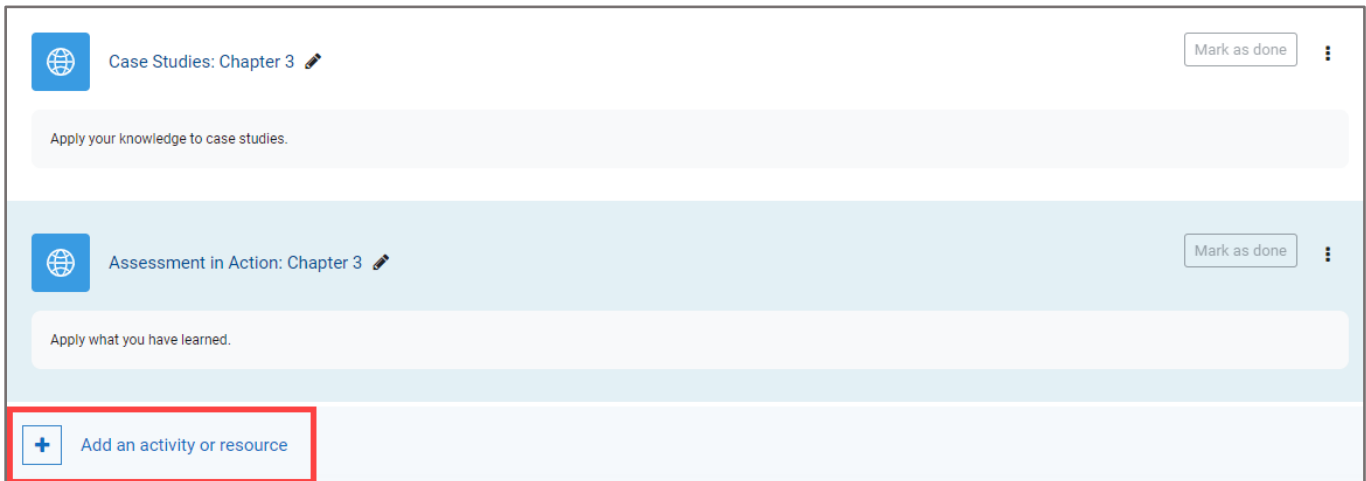 Case Studies: Chapter 3
Mark as done
Apply your knowledge to case studies.
Assessment in Action: Chapter 3
Mark as done
Apply what you have learned.
Add an activity or resource